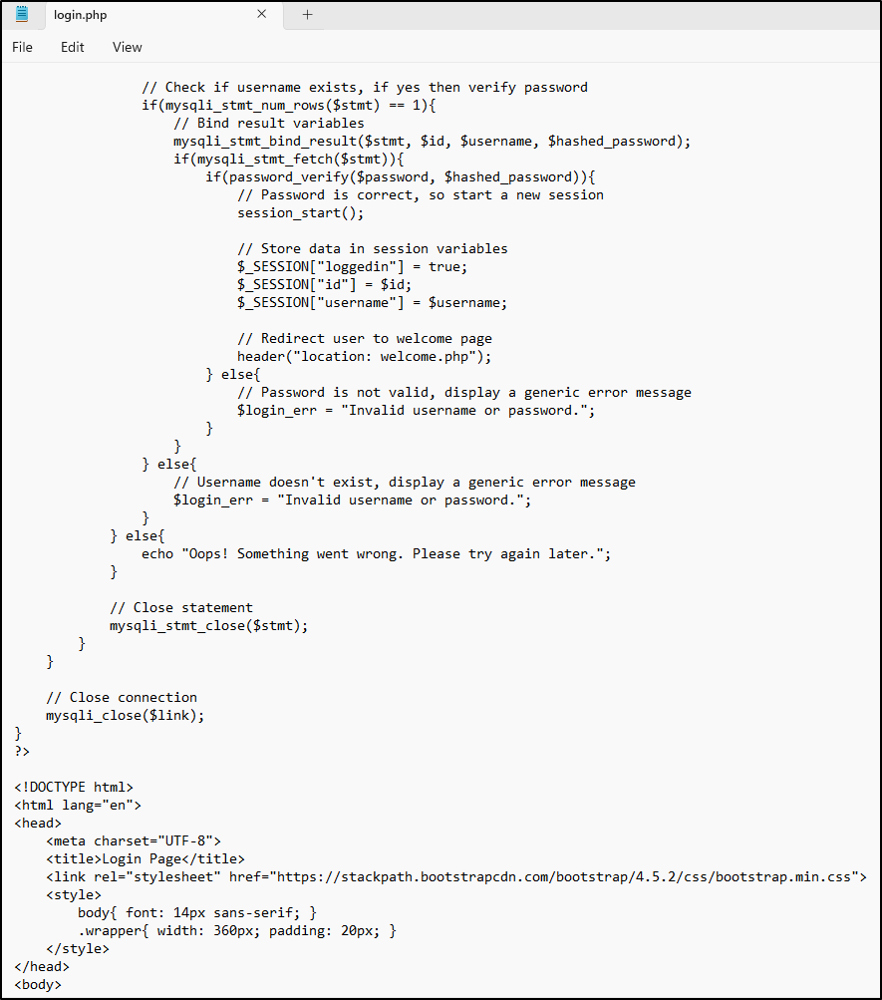 login.php
File Edit View
// Check if username exists, if yes then verify password
if(mysqli_stmt_num_rows($stmt) == 1){
// Bind result variables
mysqli_stmt_bind_result($stmt, $id, $username, $hashed_password);
if(mysqli_stmt_fetch($stmt)){
if(password_verify($password, $hashed_password)){
// Password is correct, so start a new session
session_start();
// Store data in session variables
$_SESSION["loggedin"] = true;
$_SESSION["id"] = $id;
$_SESSION["username"] = $username;
// Redirect user to welcome page
header("location: welcome.php");
} else{
// Password is not valid, display a generic error message
$login_err = "Invalid username or password.";
}
}
} else{
// Username doesn't exist, display a generic error message
$login_err = "Invalid username or password.";
}
} else{
echo "Oops! Something went wrong. Please try again later.";
}
// Close statement
mysqli_stmt_close($stmt);
}
}
// Close connection
mysqli_close($link);
}
?>
<!DOCTYPE html>
<html lang="en">
<head>
<meta charset="UTF-8">
<title>Login Page</title>
<link rel="stylesheet" href="https://stackpath.bootstrapcdn.com/bootstrap/4.5.2/css/bootstrap.min.css">
<style>
body{ font: 14px sans-serif; }
.wrapper{ width: 360px; padding: 20px; }
</style>
</head>
<body>